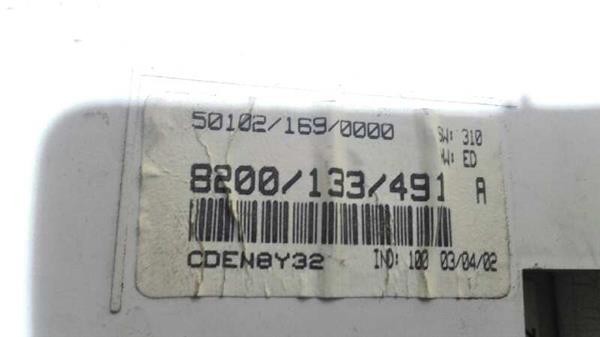 50102/169/0000 SW: 310
HW: ED
8200/133/491 A
CDEN8Y32 IND: 100 03/04/02